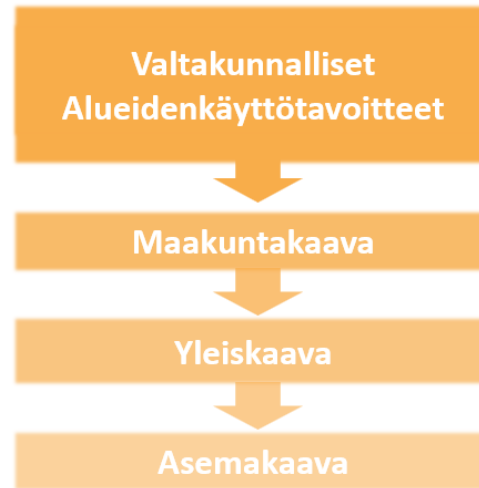 Valtakunnalliset
Alueidenkäyttötavoitteet
Maakuntakaava
Yleiskaava
Asemakaava